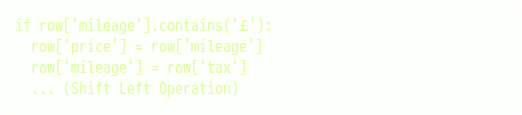 if row['mileage'].contains('£'):
  row['price'] = row['mileage']
  row['mileage'] = row['tax']
  ... (Shift Left Operation)